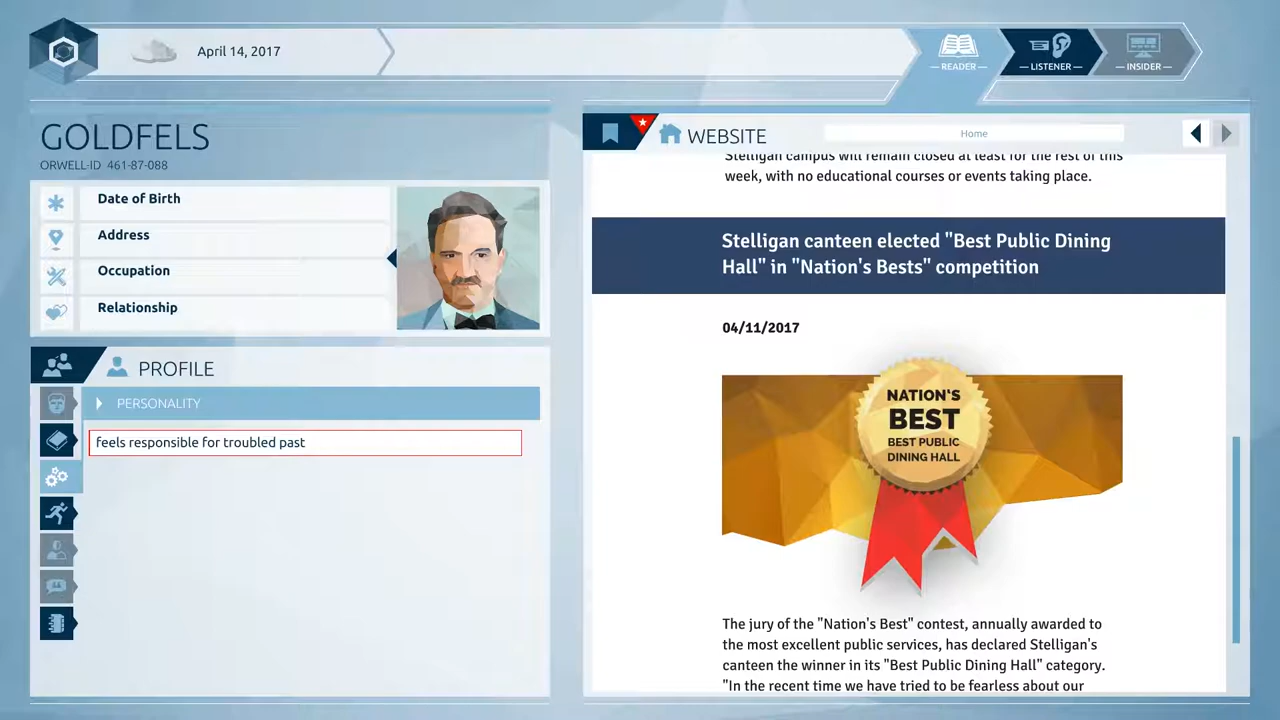 April 14, 2017
— READER —
— LISTENER —
— INSIDER —
GOLDFELS
ORWELL-ID 461-87-088
Date of Birth
Address
Occupation
Relationship
PROFILE
PERSONALITY
feels responsible for troubled past
WEBSITE
Home
Stelligan campus will remain closed at least for the rest of this
week, with no educational courses or events taking place.
Stelligan canteen elected "Best Public Dining
Hall" in "Nation's Bests" competition
04/11/2017
NATION'S
BEST
BEST PUBLIC
DINING HALL
The jury of the "Nation's Best" contest, annually awarded to
the most excellent public services, has declared Stelligan's
canteen the winner in its "Best Public Dining Hall" category.
"In the recent time we have tried to be fearless about our